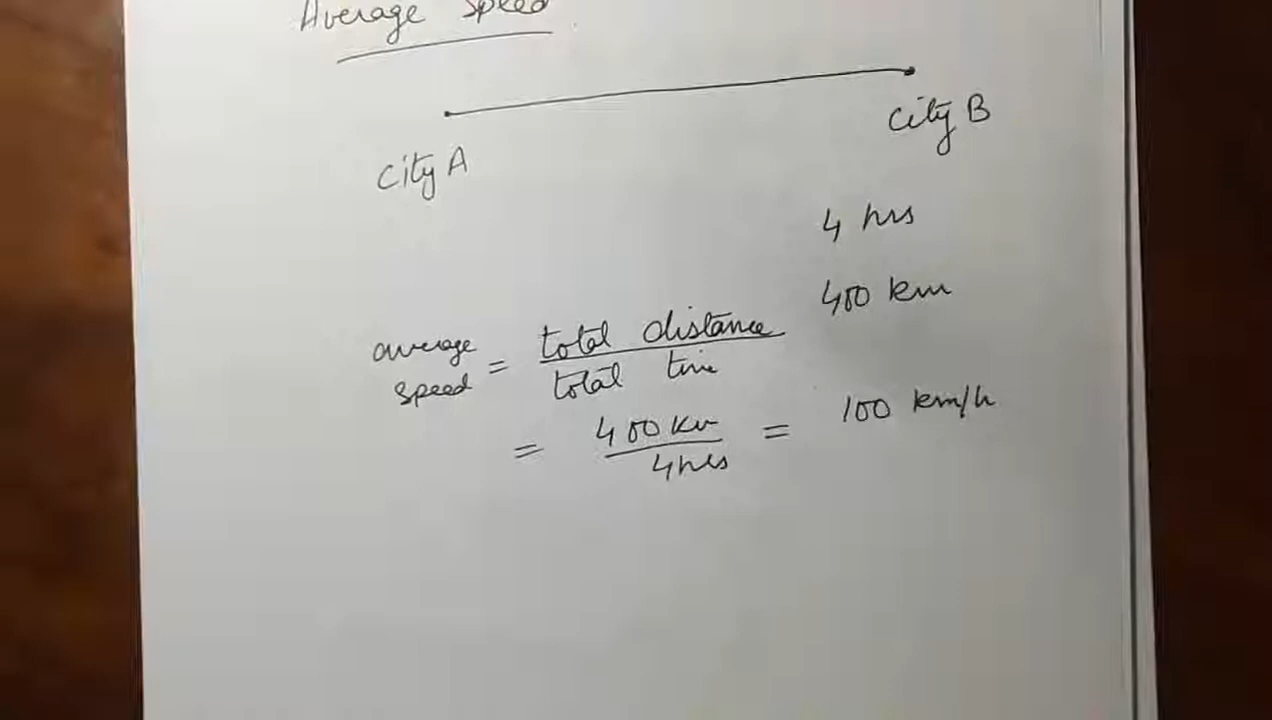 Average Speed
City A
City B
4 hrs
400 km
average speed = total distance / total time
= 400 km / 4 hrs = 100 km/h